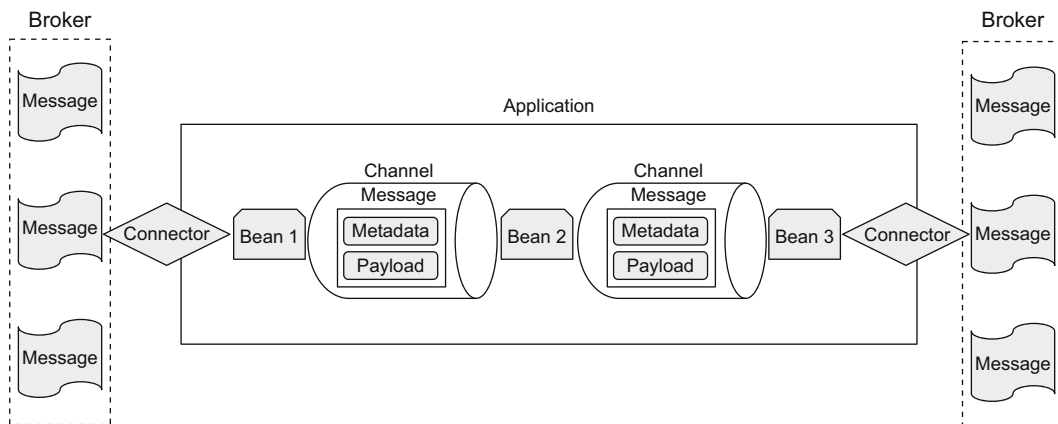 Broker
Message
Message
Message
Application
Connector
Bean 1
Channel
Message
Metadata
Payload
Bean 2
Channel
Message
Metadata
Payload
Bean 3
Connector
Broker
Message
Message
Message